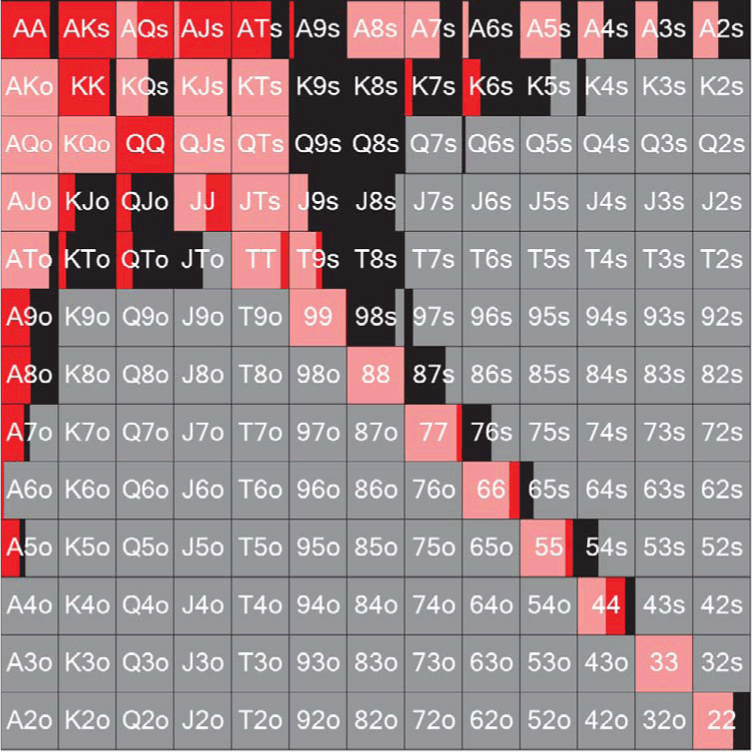 AA AKs AQs AJs ATs A9s A8s A7s A6s A5s A4s A3s A2s
AKo KK KQs KJs KTs K9s K8s K7s K6s K5s K4s K3s K2s
AQo KQo QQ QJs QTs Q9s Q8s Q7s Q6s Q5s Q4s Q3s Q2s
AJo KJo QJo JJ JTs J9s J8s J7s J6s J5s J4s J3s J2s
ATo KTo QTo JTo TT T9s T8s T7s T6s T5s T4s T3s T2s
A9o K9o Q9o J9o T9o 99 98s 97s 96s 95s 94s 93s 92s
A8o K8o Q8o J8o T8o 98o 88 87s 86s 85s 84s 83s 82s
A7o K7o Q7o J7o T7o 97o 87o 77 76s 75s 74s 73s 72s
A6o K6o Q6o J6o T6o 96o 86o 76o 66 65s 64s 63s 62s
A5o K5o Q5o J5o T5o 95o 85o 75o 65o 55 54s 53s 52s
A4o K4o Q4o J4o T4o 94o 84o 74o 64o 54o 44 43s 42s
A3o K3o Q3o J3o T3o 93o 83o 73o 63o 53o 43o 33 32s
A2o K2o Q2o J2o T2o 92o 82o 72o 62o 52o 42o 32o 22